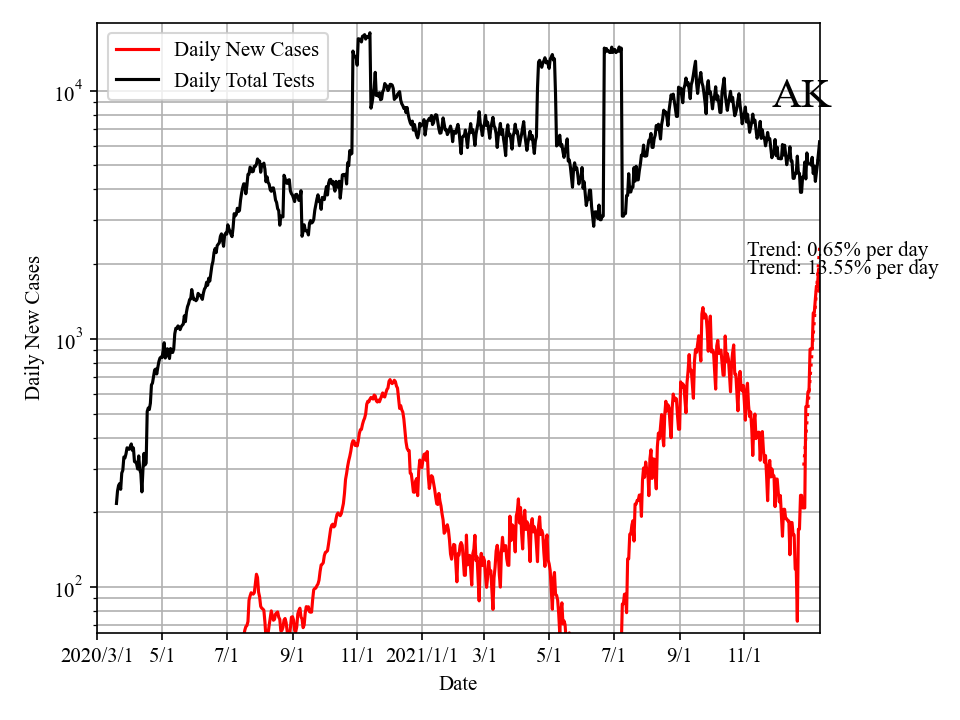 Daily New Cases
Daily Total Tests
AK
10^4
Trend: 0.65% per day
Trend: 13.55% per day
10^3
10^2
Daily New Cases
2020/3/1 5/1 7/1 9/1 11/1 2021/1/1 3/1 5/1 7/1 9/1 11/1
Date